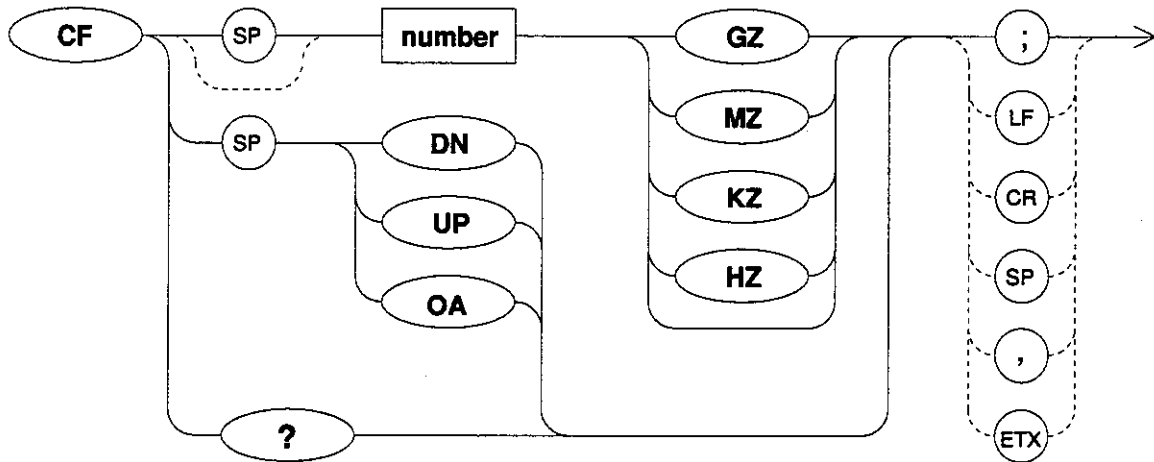 CF SP number GZ ;
MZ LF
SP DN
KZ CR
UP
HZ SP
OA
,
? ETX